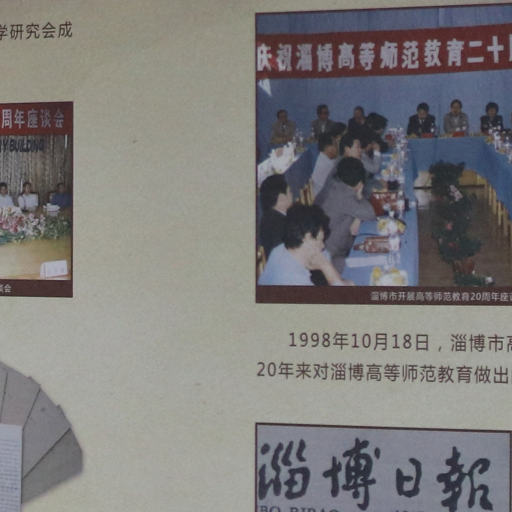 学研究会成
周年座谈会
Y BUILDING
谈会
庆祝淄博高等师范教育二十
淄博市开展高等师范教育20周年座
1998年10月18日，淄博市高
20年来对淄博高等师范教育做出
淄博日報
BO RIBAO